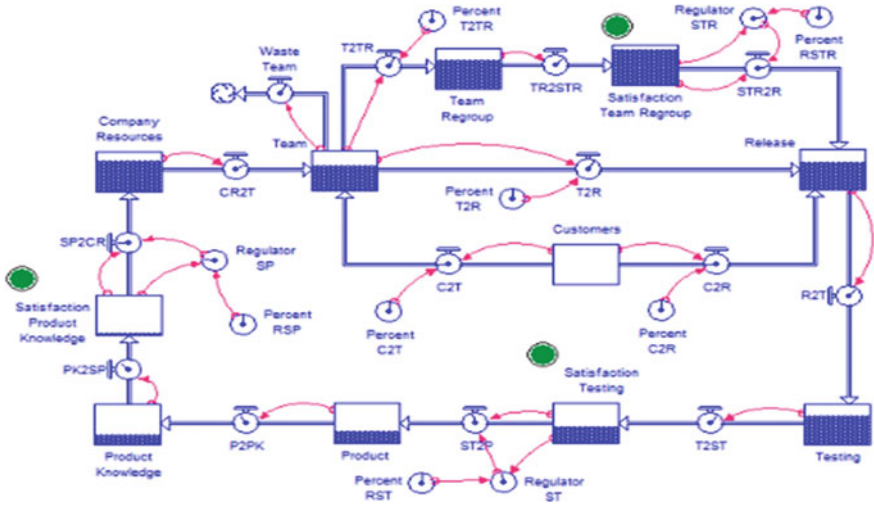 Percent
T2TR
Regulator
STR
Percent
RSTR
Waste
Team
T2TR
Team
Regroup
TR2STR
Satisfaction
Team Regroup
STR2R
Company
Resources
Team
Release
CR2T
Percent
T2R
T2R
SP2CR
Regulator
SP
Customers
C2T
C2R
R2T
Satisfaction
Product
Knowledge
Percent
RSP
Percent
C2T
Percent
C2R
PK2SP
Satisfaction
Testing
P2PK
Product
ST2P
T2ST
Testing
Product
Knowledge
Percent
RST
Regulator
ST